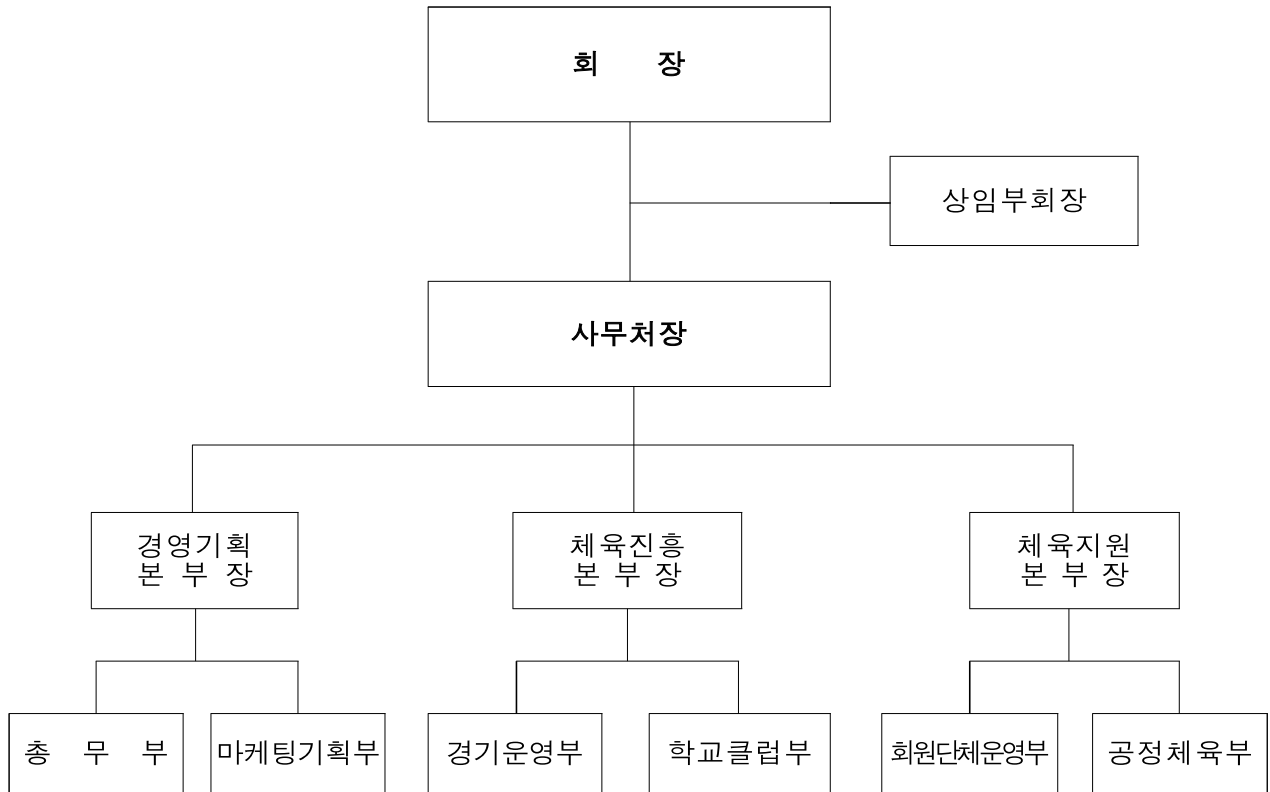 회 장
상임부회장
사무처장
경영기획
본 부 장
체육진흥
본 부 장
체육지원
본 부 장
총 무 부
마케팅기획부
경기운영부
학교클럽부
회원단체운영부
공정체육부